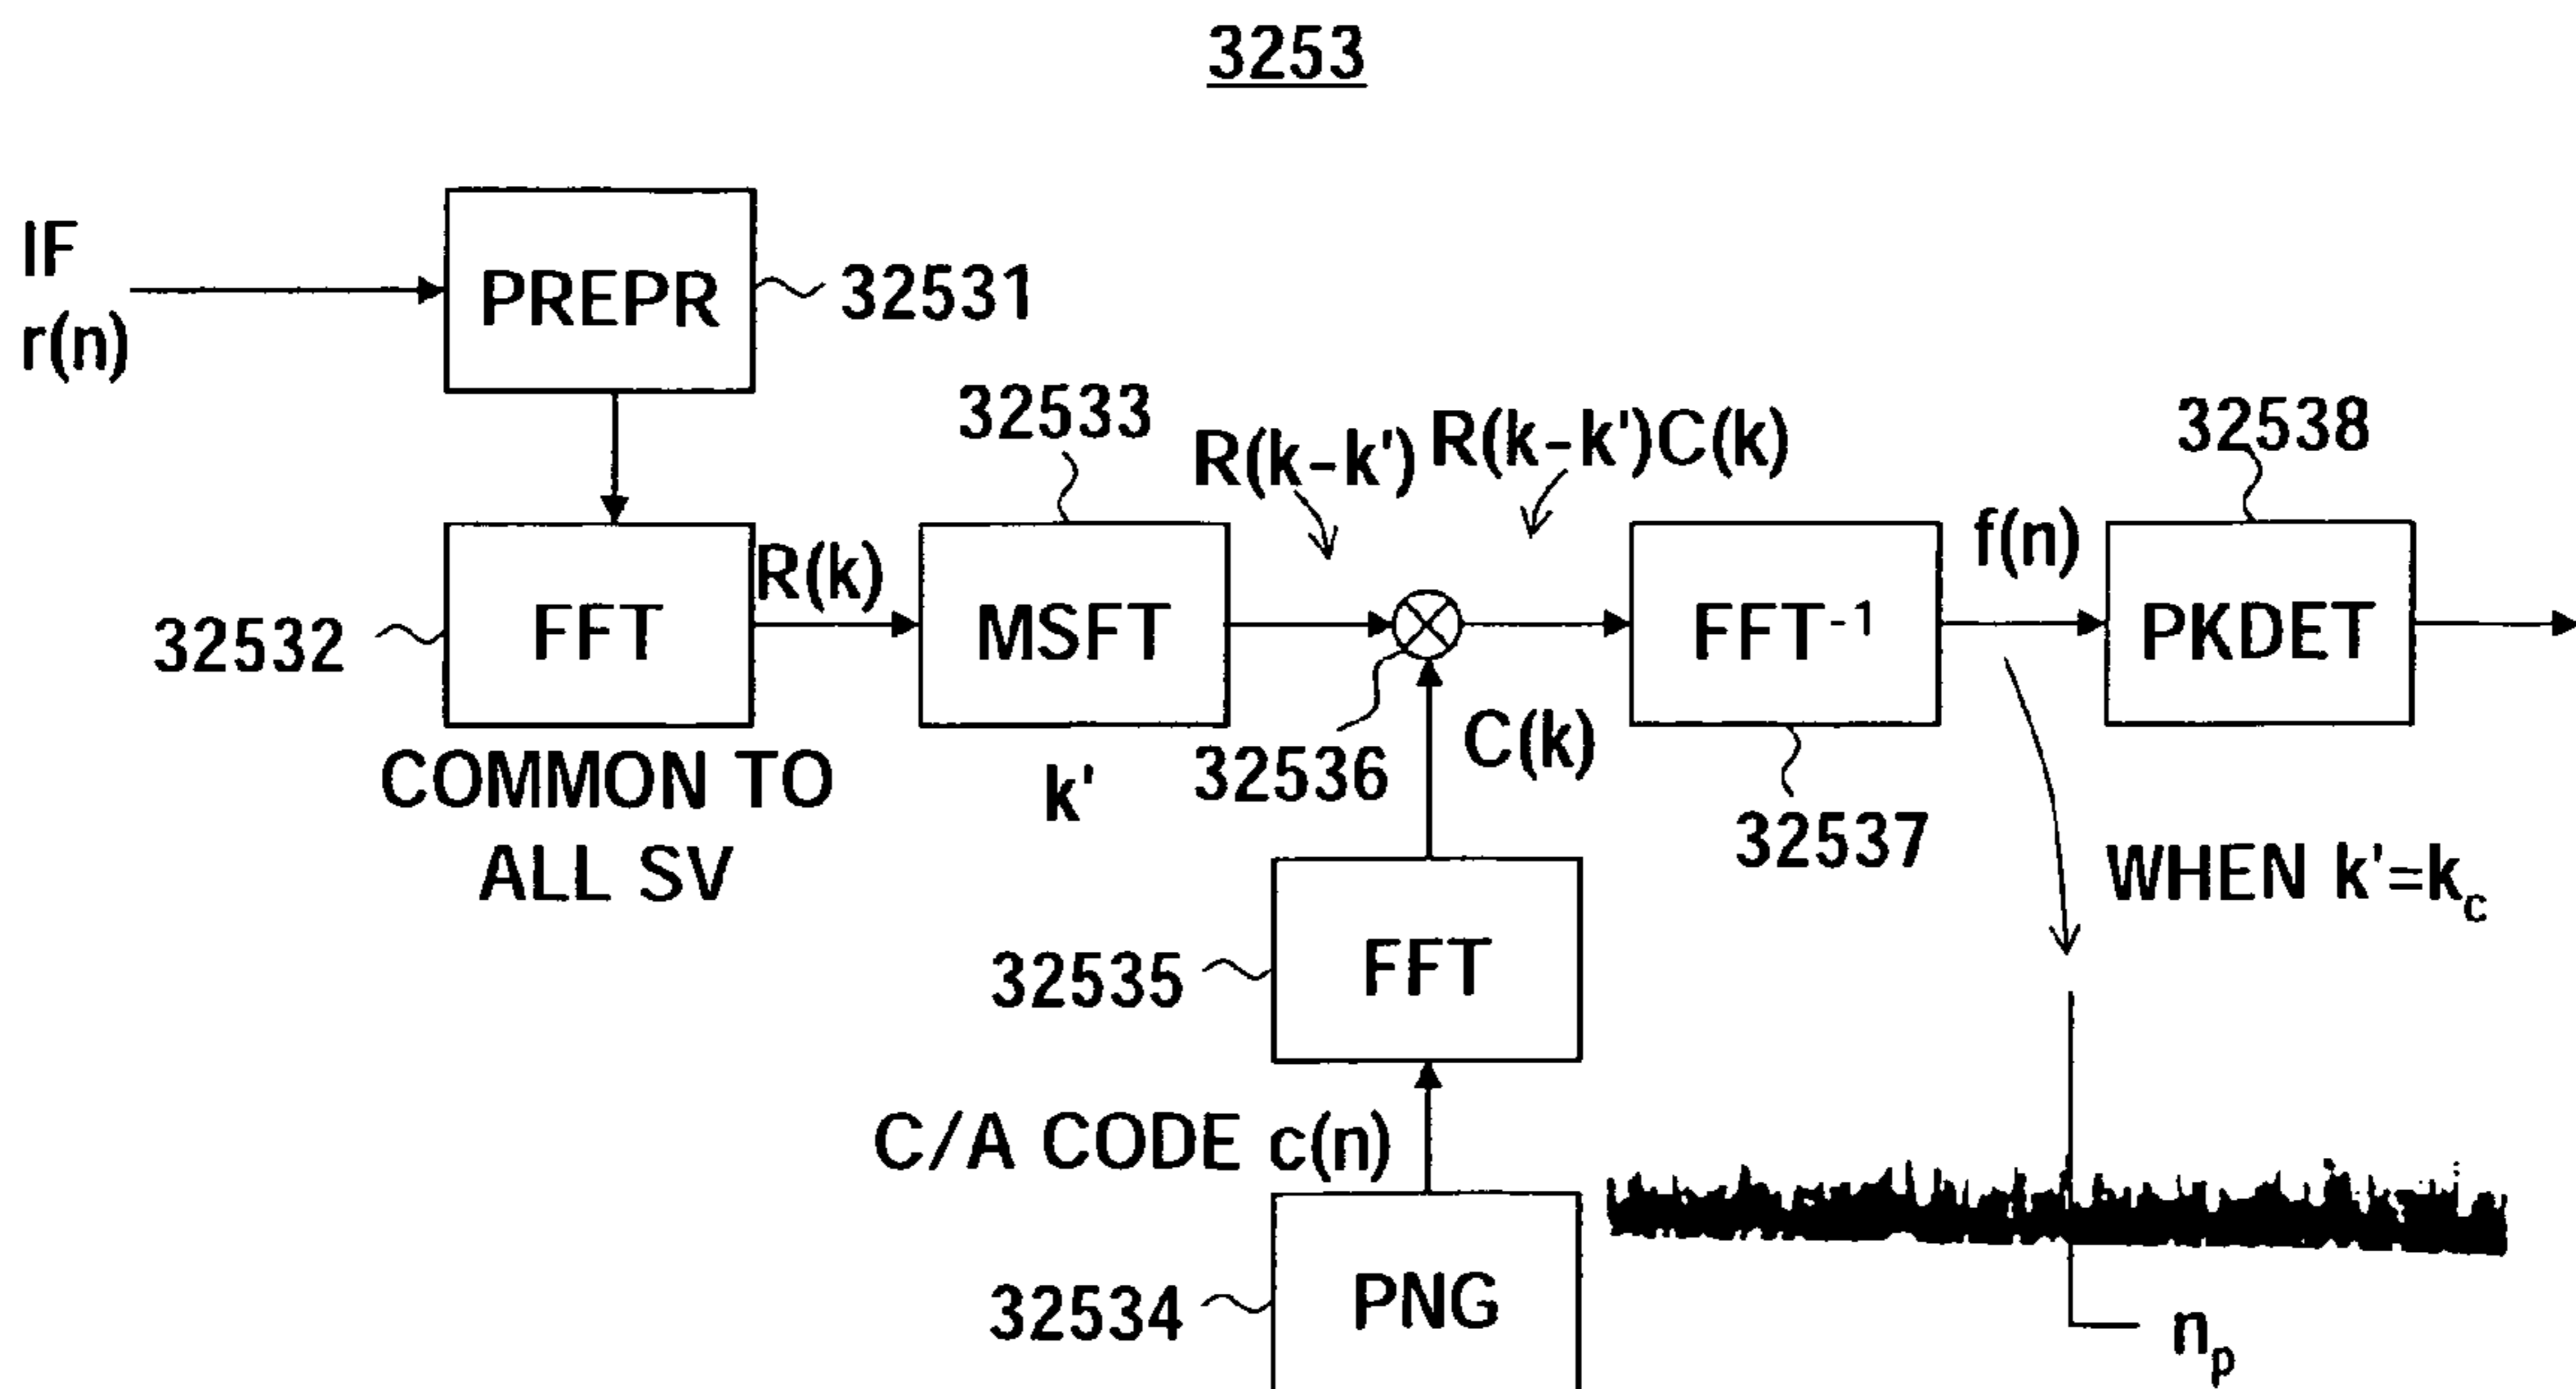 3253
IF
r(n)
PREPR
32531
32533
R(k-k')
R(k-k')C(k)
32538
32532
FFT
R(k)
MSFT
FFT-1
f(n)
PKDET
COMMON TO
ALL SV
k'
32536
C(k)
32537
WHEN k'=kc
32535
FFT
C/A CODE c(n)
32534
PNG
np